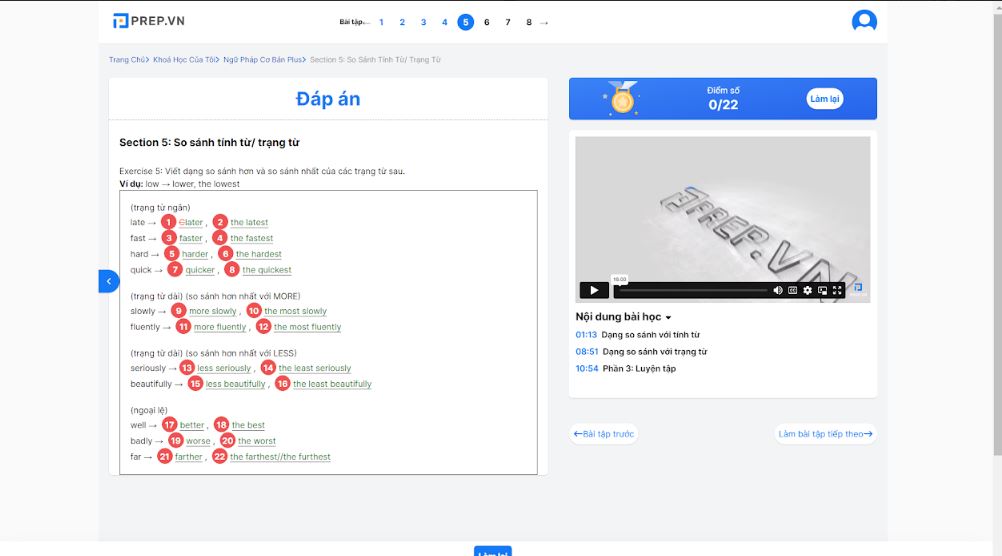 PREP.VN
Bài tập← 1 2 3 4 5 6 7 8 →
Trang Chủ> Khoá Học Của Tôi> Ngữ Pháp Cơ Bản Plus> Section 5: So Sánh Tính Từ/ Trạng Từ
Đáp án
Section 5: So sánh tính từ/ trạng từ
Exercise 5: Viết dạng so sánh hơn và so sánh nhất của các trạng từ sau.
Ví dụ: low → lower, the lowest
(trạng từ ngắn)
late → 1 later , 2 the latest
fast → 3 faster , 4 the fastest
hard → 5 harder , 6 the hardest
quick → 7 quicker , 8 the quickest
(trạng từ dài) (so sánh hơn nhất với MORE)
slowly → 9 more slowly , 10 the most slowly
fluently → 11 more fluently , 12 the most fluently
(trạng từ dài) (so sánh hơn nhất với LESS)
seriously → 13 less seriously , 14 the least seriously
beautifully → 15 less beautifully , 16 the least beautifully
(ngoại lệ)
well → 17 better , 18 the best
badly → 19 worse , 20 the worst
far → 21 farther , 22 the farthest//the furthest
Điểm số
0/22
Làm lại
PREP.VN
16:03
Nội dung bài học
01:13 Dạng so sánh với tính từ
08:51 Dạng so sánh với trạng từ
10:54 Phần 3: Luyện tập
←Bài tập trước
Làm bài tập tiếp theo→
Làm lại